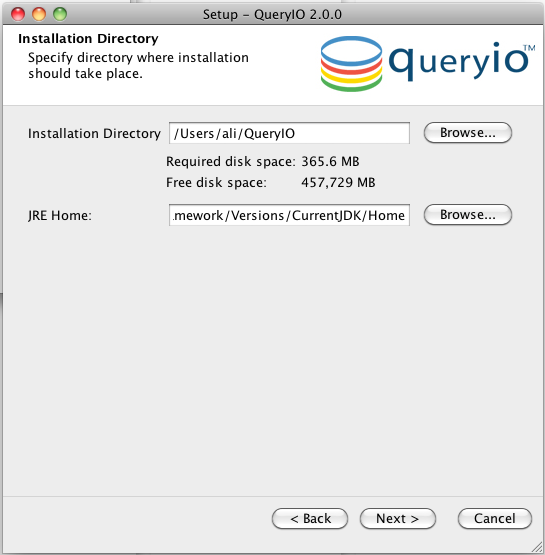 Setup - QueryIO 2.0.0
Installation Directory
Specify directory where installation
should take place.
queryio™
Installation Directory /Users/ali/QueryIO Browse...
Required disk space: 365.6 MB
Free disk space: 457,729 MB
JRE Home: .mework/Versions/CurrentJDK/Home Browse...
< Back Next > Cancel